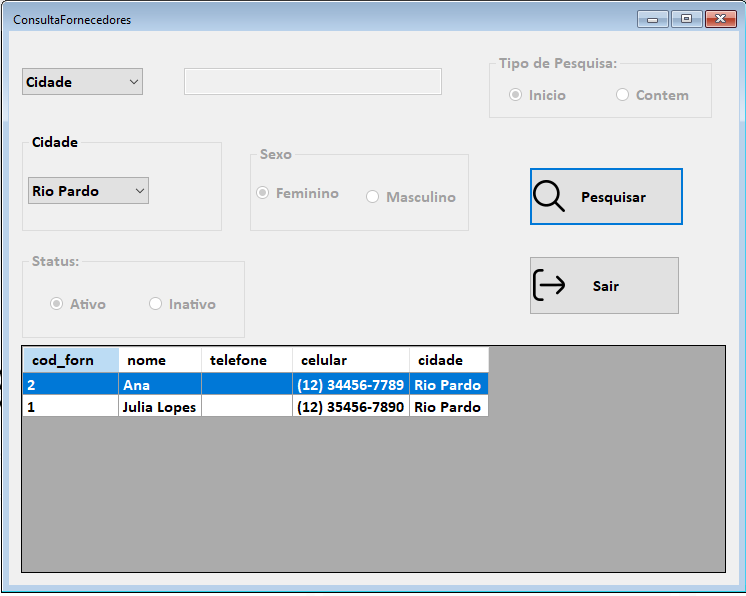 ConsultaFornecedores
Cidade
Tipo de Pesquisa:
Inicio Contem
Cidade
Rio Pardo
Sexo
Feminino Masculino
Pesquisar
Status:
Ativo Inativo
Sair
cod_forn nome telefone celular cidade
2 Ana (12) 34456-7789 Rio Pardo
1 Julia Lopes (12) 35456-7890 Rio Pardo